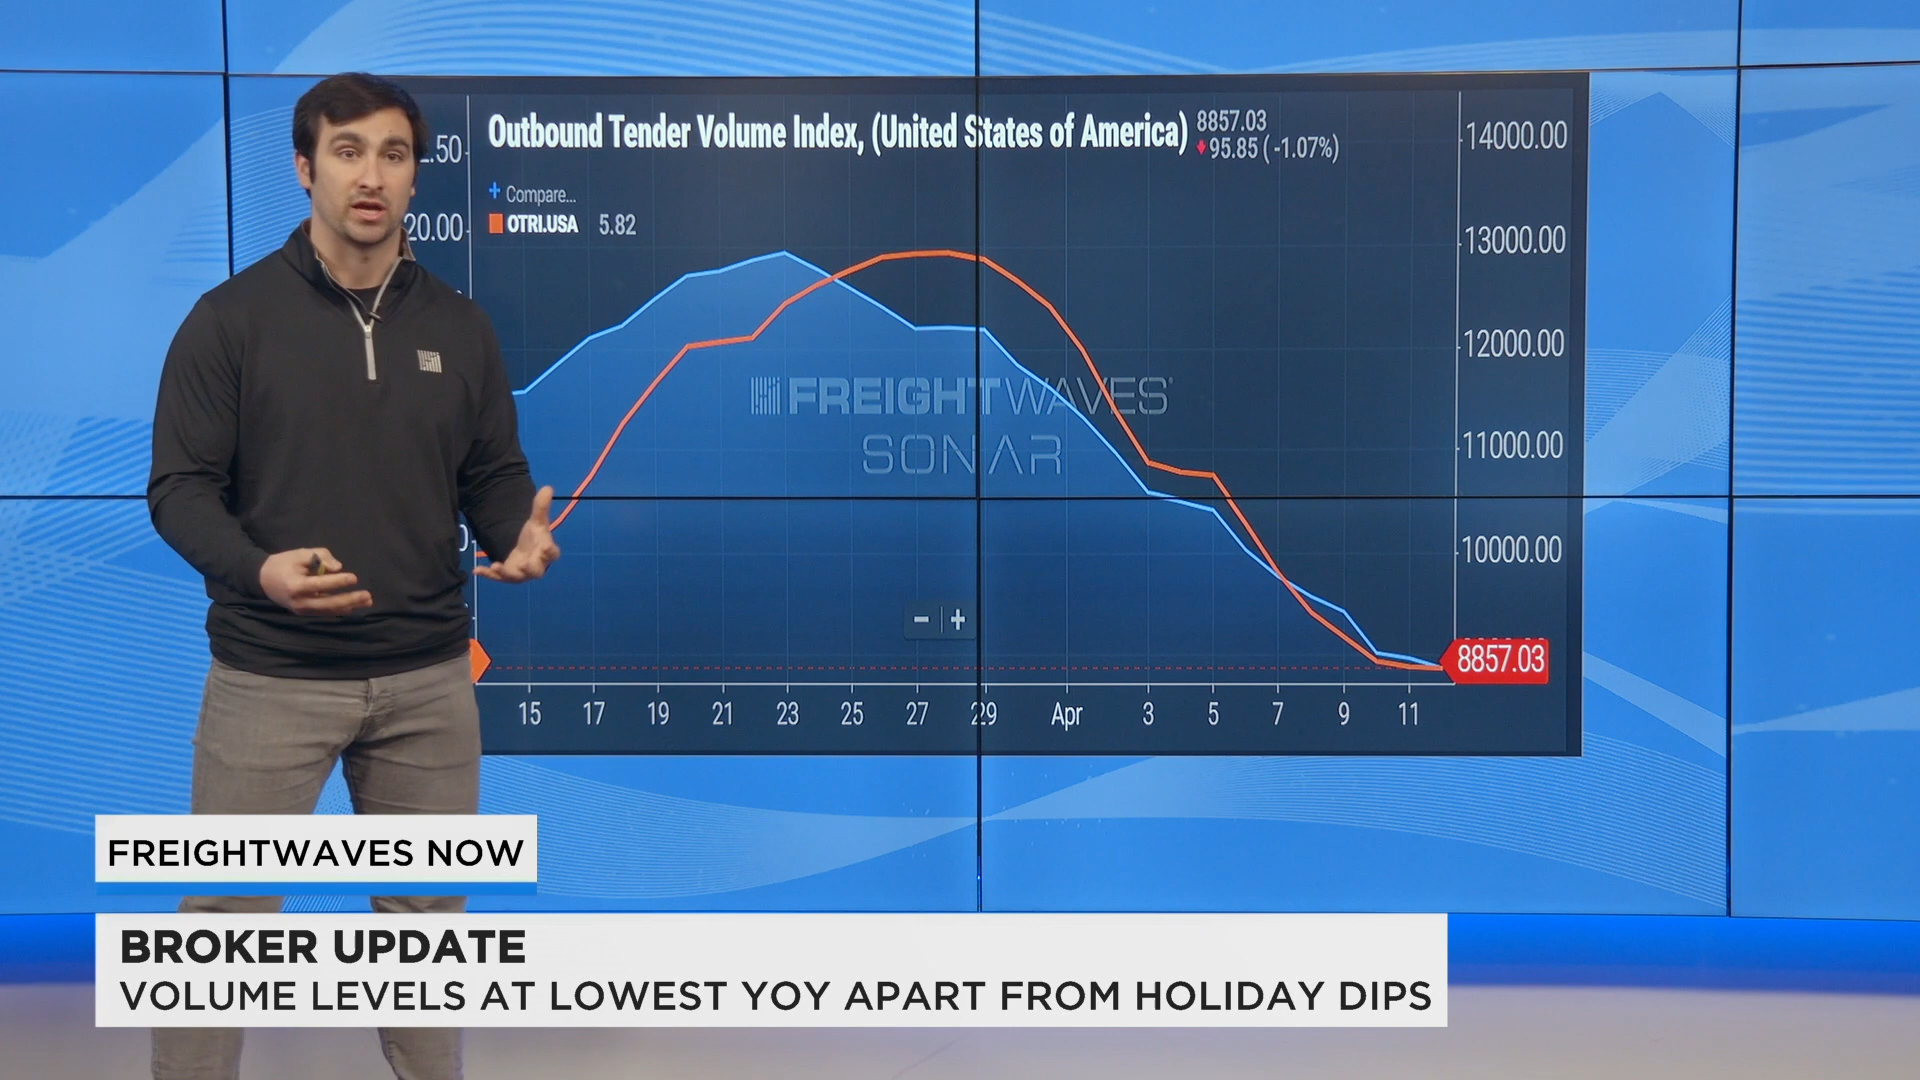 Outbound Tender Volume Index, (United States of America) 8857.03
95.85 ( -1.07%)
+ Compare...
OTRI.USA 5.82
20.00
14000.00
13000.00
12000.00
11000.00
10000.00
8857.03
FREIGHTWAVES
SONAR
− +
15 17 19 21 23 25 27 29 Apr 3 5 7 9 11
FREIGHTWAVES NOW
BROKER UPDATE
VOLUME LEVELS AT LOWEST YOY APART FROM HOLIDAY DIPS